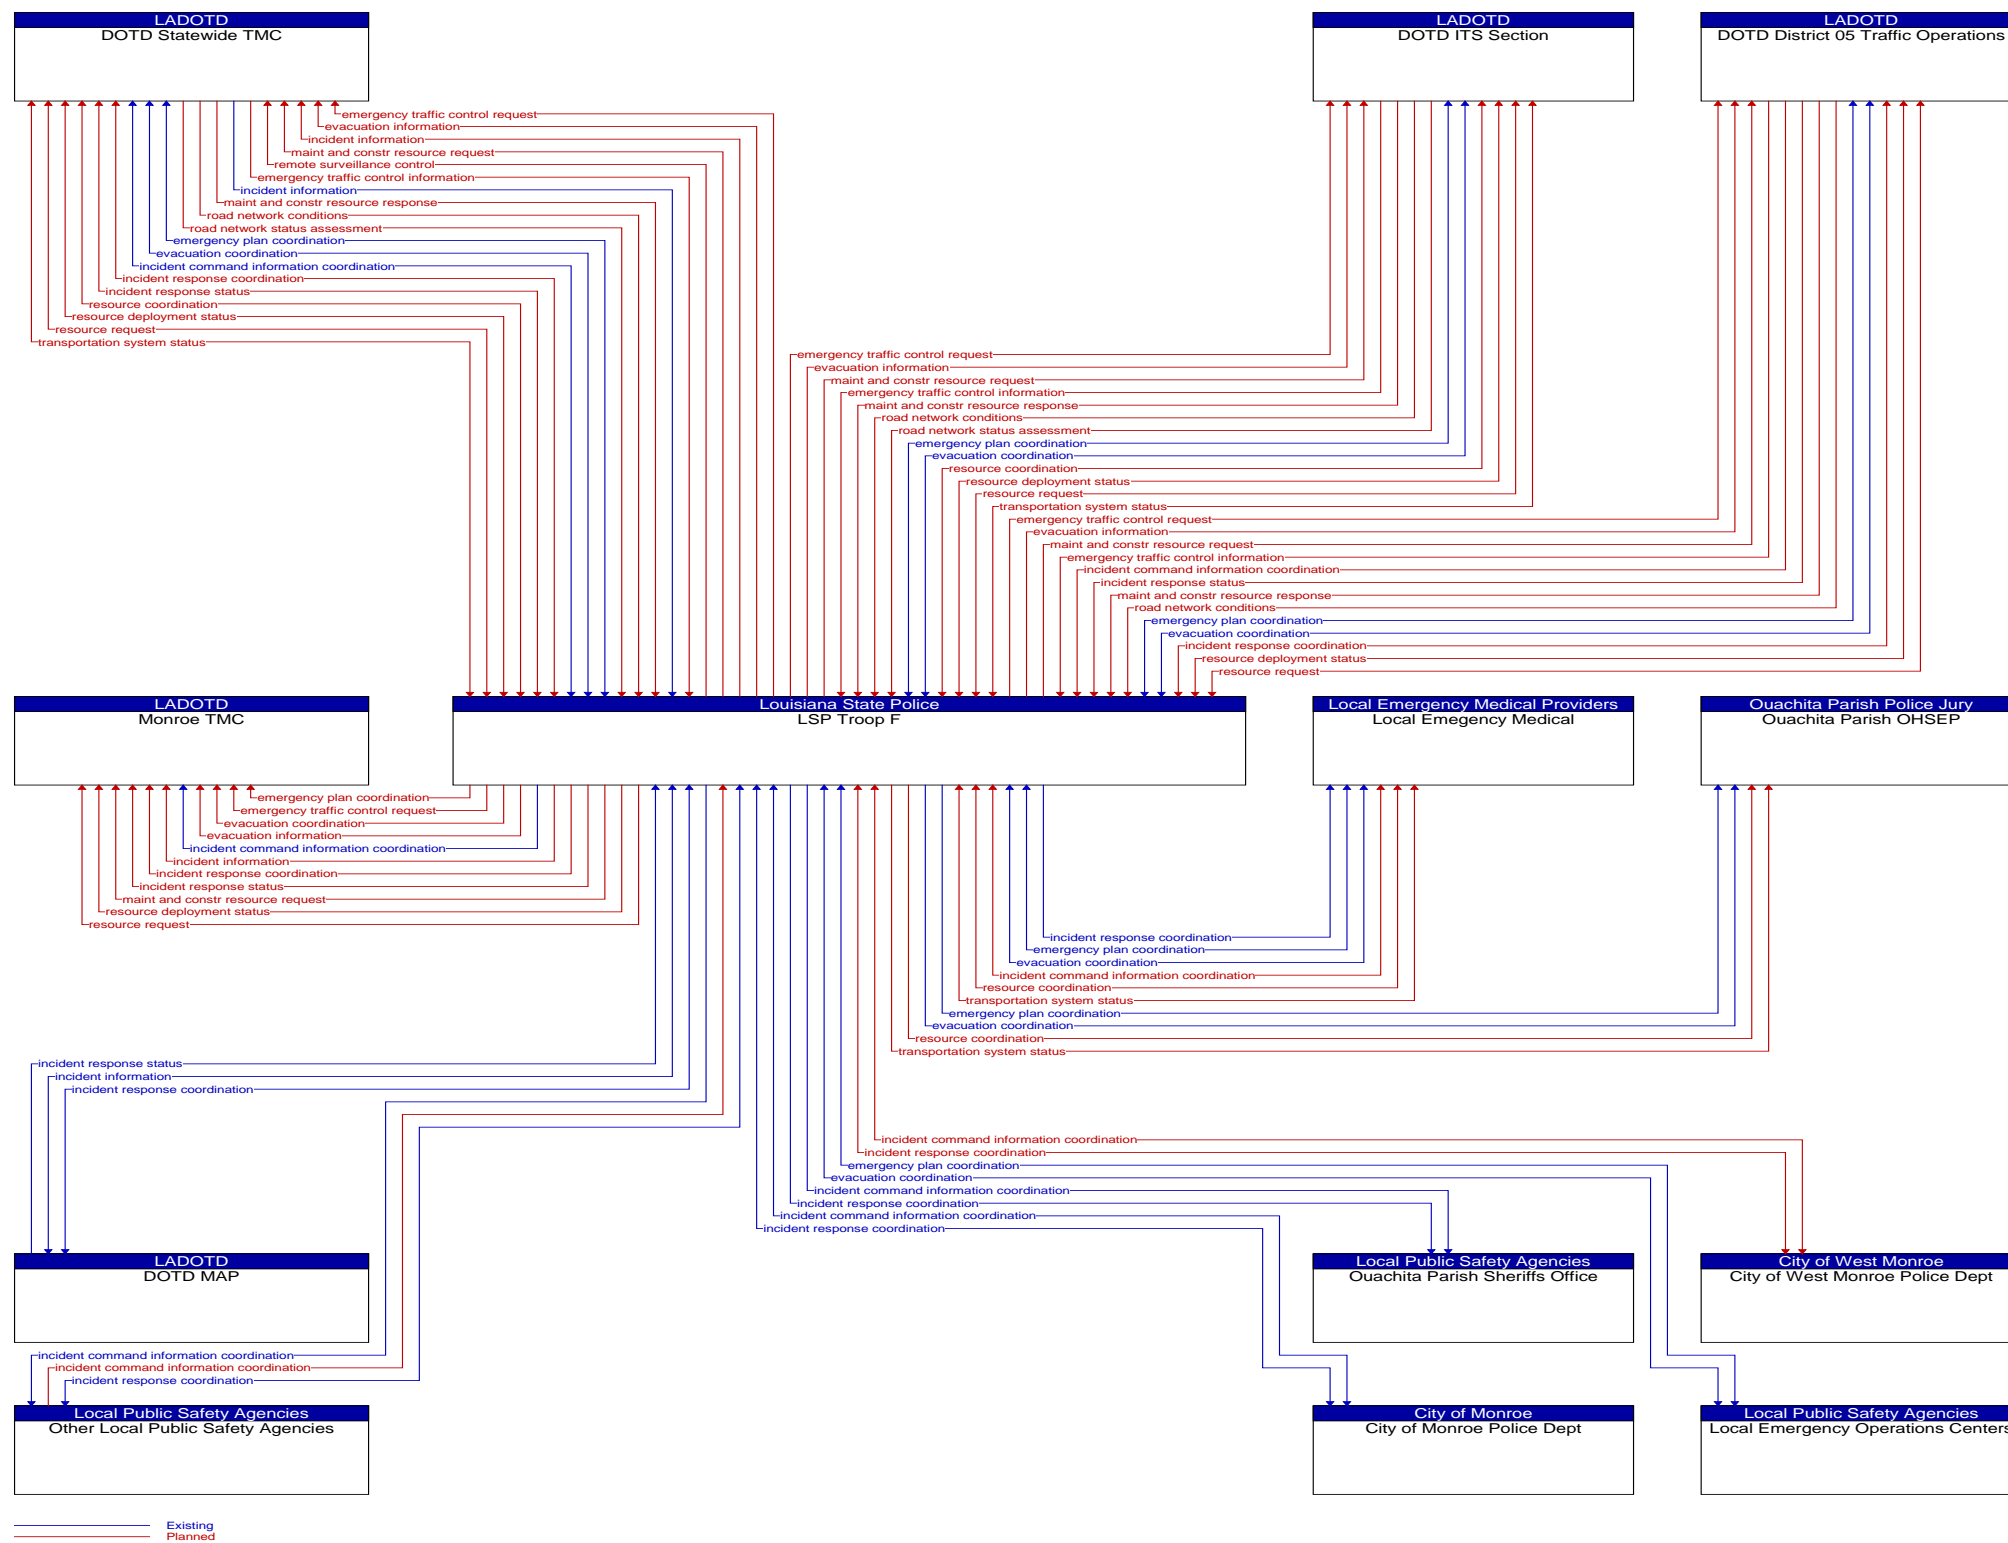 LADOTD
DOTD Statewide TMC
LADOTD
DOTD ITS Section
LADOTD
DOTD District 05 Traffic Operations
emergency traffic control request
evacuation information
incident information
maint and constr resource request
remote surveillance control
emergency traffic control information
incident information
maint and constr resource response
road network conditions
road network status assessment
emergency plan coordination
evacuation coordination
incident command information coordination
incident response coordination
incident response status
resource coordination
resource deployment status
resource request
transportation system status
emergency traffic control request
evacuation information
maint and constr resource request
emergency traffic control information
maint and constr resource response
road network conditions
road network status assessment
emergency plan coordination
evacuation coordination
resource coordination
resource deployment status
resource request
transportation system status
emergency traffic control request
evacuation information
maint and constr resource request
emergency traffic control information
incident command information coordination
incident response status
maint and constr resource response
road network conditions
emergency plan coordination
evacuation coordination
incident response coordination
resource deployment status
resource request
LADOTD
Monroe TMC
Louisiana State Police
LSP Troop F
Local Emergency Medical Providers
Local Emegency Medical
Ouachita Parish Police Jury
Ouachita Parish OHSEP
emergency plan coordination
emergency traffic control request
evacuation coordination
evacuation information
incident command information coordination
incident information
incident response coordination
incident response status
maint and constr resource request
resource deployment status
resource request
incident response coordination
emergency plan coordination
evacuation coordination
incident command information coordination
resource coordination
transportation system status
emergency plan coordination
evacuation coordination
resource coordination
transportation system status
incident response status
incident information
incident response coordination
incident command information coordination
incident response coordination
emergency plan coordination
evacuation coordination
incident command information coordination
incident response coordination
incident command information coordination
incident response coordination
LADOTD
DOTD MAP
Local Public Safety Agencies
Ouachita Parish Sheriffs Office
City of West Monroe
City of West Monroe Police Dept
incident command information coordination
incident command information coordination
incident response coordination
Local Public Safety Agencies
Other Local Public Safety Agencies
City of Monroe
City of Monroe Police Dept
Local Public Safety Agencies
Local Emergency Operations Centers
Existing
Planned